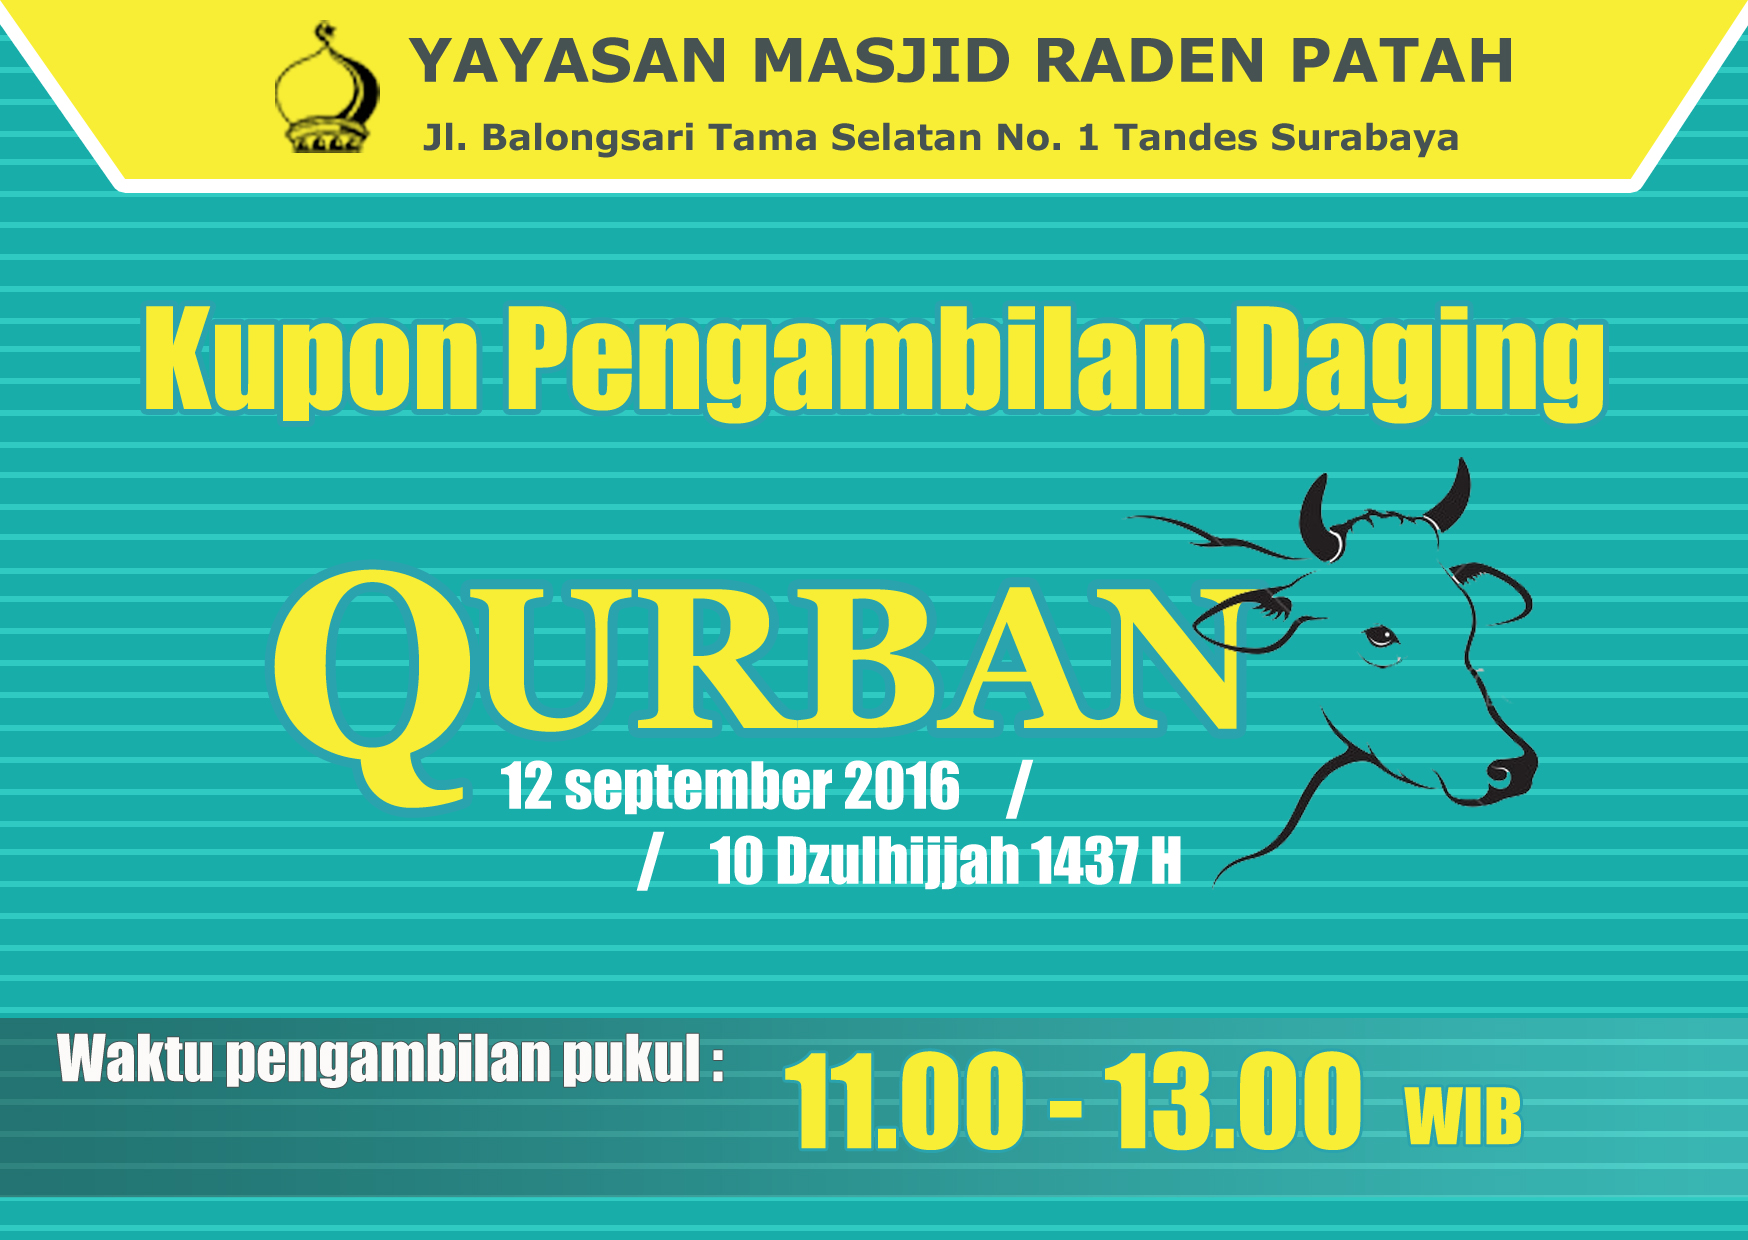 YAYASAN MASJID RADEN PATAH
Jl. Balongsari Tama Selatan No. 1 Tandes Surabaya
Kupon Pengambilan Daging
QURBAN
12 september 2016 /
/ 10 Dzulhijjah 1437 H
Waktu pengambilan pukul :
11.00 - 13.00 WIB